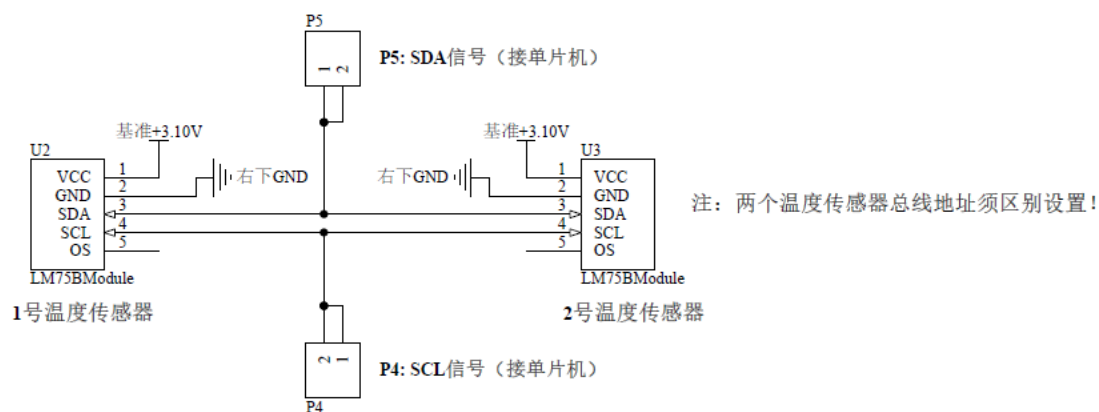 P5
1 2
P5: SDA信号（接单片机）
基准+3.10V
基准+3.10V
U2
U3
VCC 1
GND 2
SDA 3
SCL 4
OS 5
右下GND
右下GND
1 VCC
2 GND
3 SDA
4 SCL
5 OS
注：两个温度传感器总线地址须区别设置！
LM75BModule
LM75BModule
1号温度传感器
2号温度传感器
2 1
P4: SCL信号（接单片机）
P4